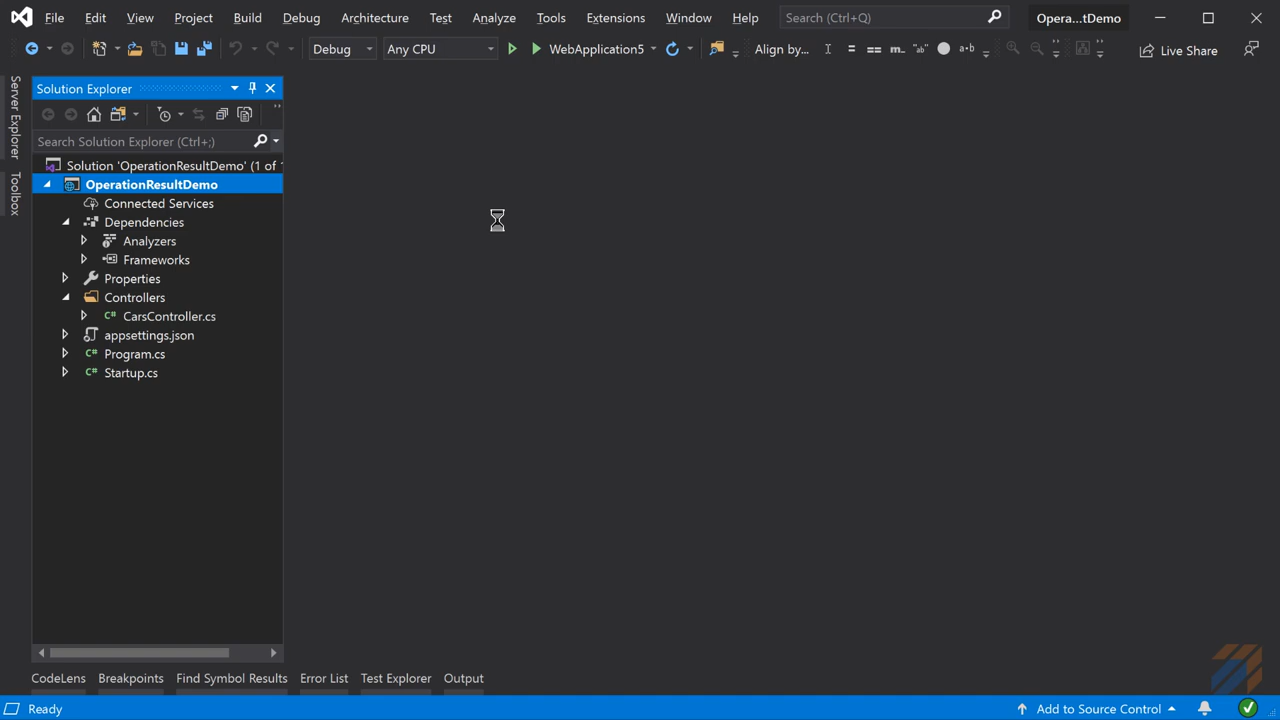 File Edit View Project Build Debug Architecture Test Analyze Tools Extensions Window Help Search (Ctrl+Q) Opera...tDemo
Debug Any CPU WebApplication5 Align by... Live Share
Server Explorer
Toolbox
Solution Explorer
Search Solution Explorer (Ctrl+;)
Solution 'OperationResultDemo' (1 of
OperationResultDemo
Connected Services
Dependencies
Analyzers
Frameworks
Properties
Controllers
C# CarsController.cs
appsettings.json
C# Program.cs
C# Startup.cs
CodeLens Breakpoints Find Symbol Results Error List Test Explorer Output
Ready Add to Source Control